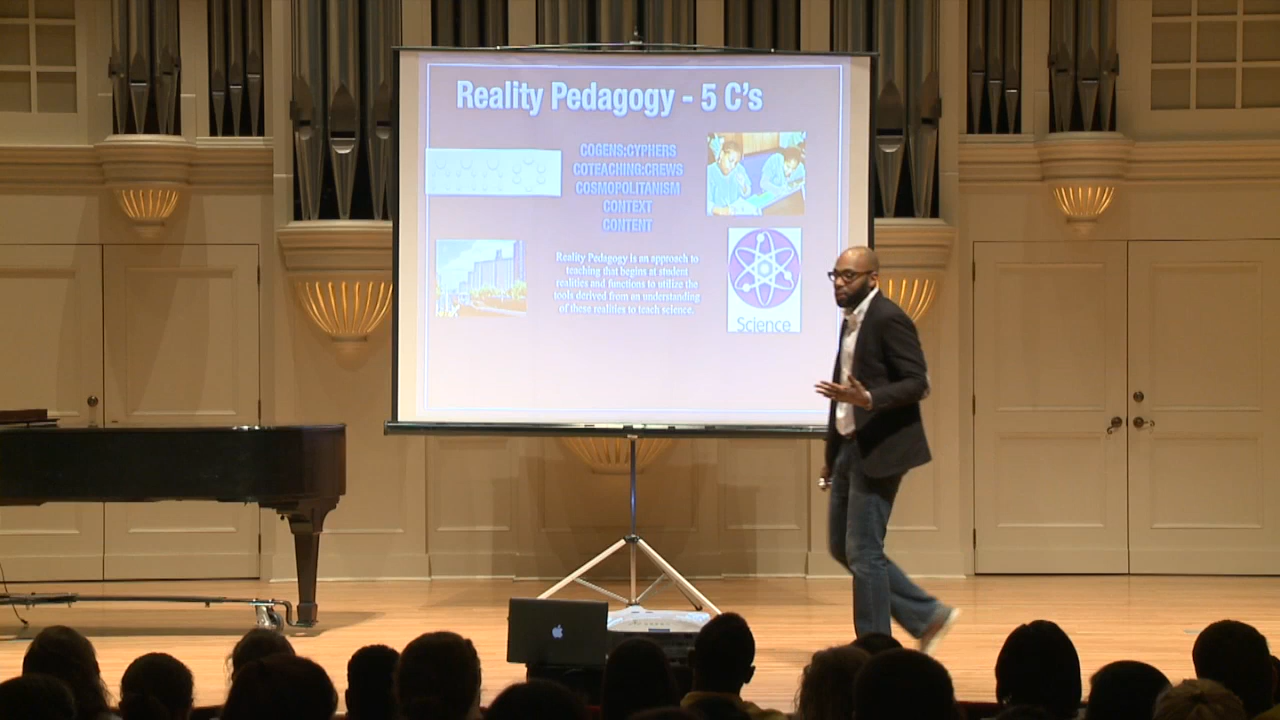 Reality Pedagogy - 5 C's
COGENS:CYPHERS
COTEACHING:CREWS
COSMOPOLITANISM
CONTEXT
CONTENT
Reality Pedagogy is an approach to
teaching that begins at student
realities and functions to utilize the
tools derived from an understanding
of these realities to teach science.
Science